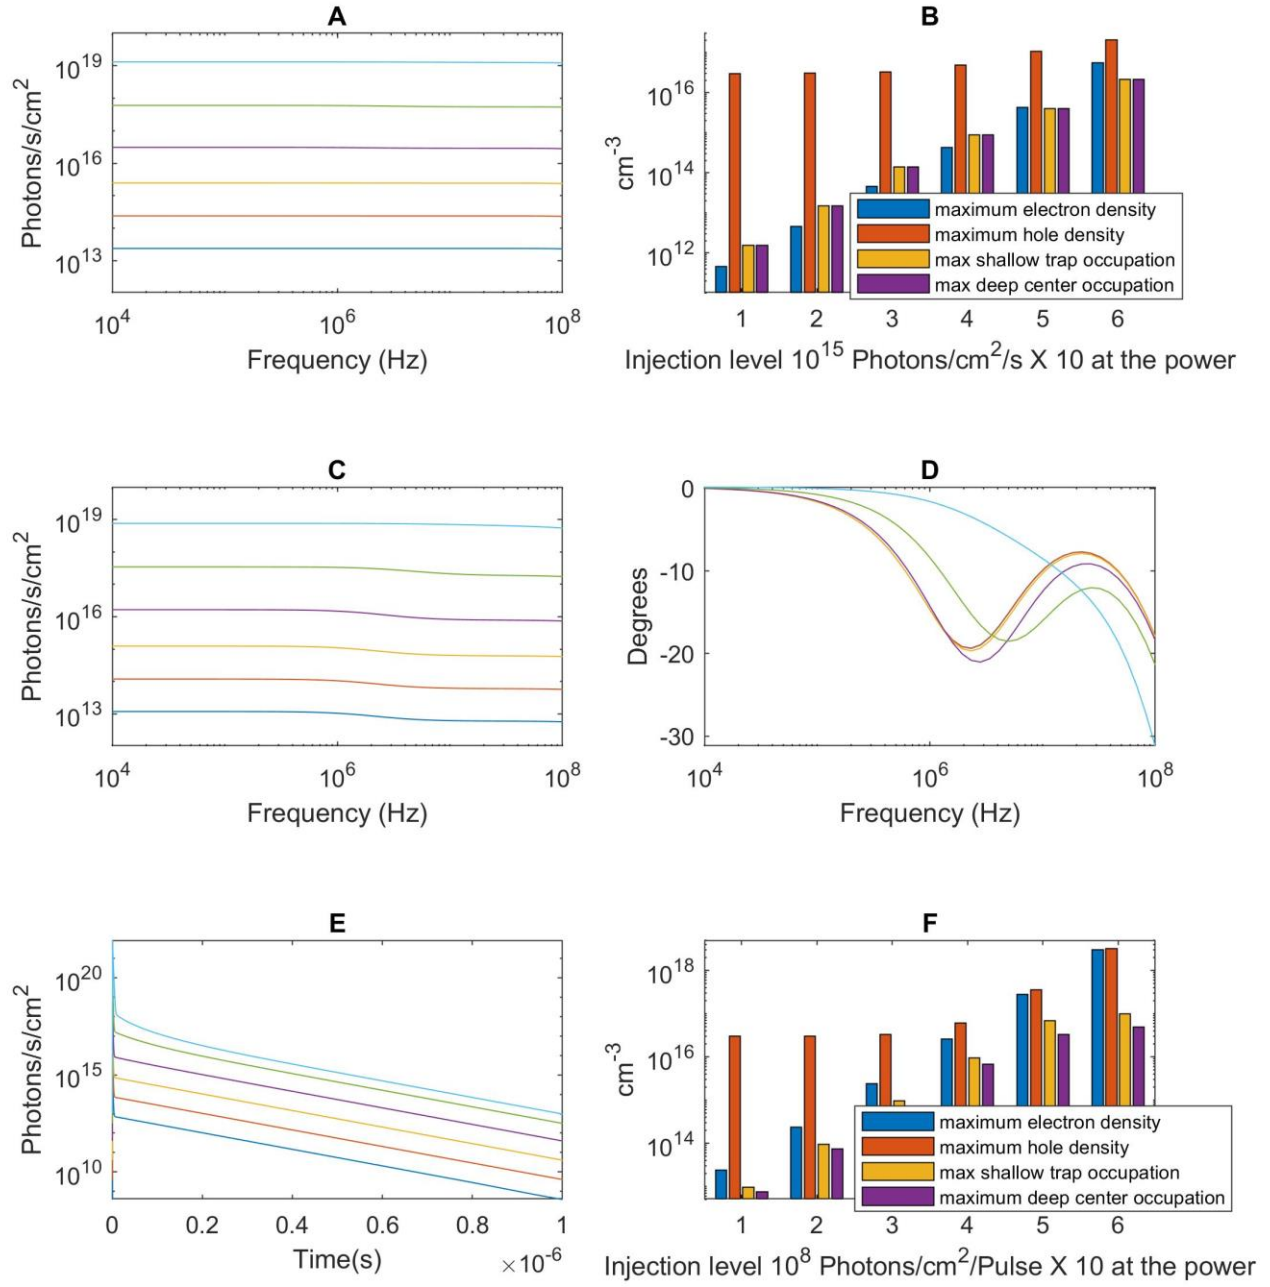 A
Photons/s/cm^2
10^19
10^16
10^13
10^4 10^6 10^8
Frequency (Hz)
B
cm^-3
10^16
10^14
10^12
maximum electron density
maximum hole density
max shallow trap occupation
max deep center occupation
1 2 3 4 5 6
Injection level 10^15 Photons/cm^2/s X 10 at the power
C
Photons/s/cm^2
10^19
10^16
10^13
10^4 10^6 10^8
Frequency (Hz)
D
Degrees
0
-10
-20
-30
10^4 10^6 10^8
Frequency (Hz)
E
Photons/s/cm^2
10^20
10^15
10^10
0 0.2 0.4 0.6 0.8 1
Time(s)
×10^-6
F
cm^-3
10^18
10^16
10^14
maximum electron density
maximum hole density
max shallow trap occupation
maximum deep center occupation
1 2 3 4 5 6
Injection level 10^8 Photons/cm^2/Pulse X 10 at the power